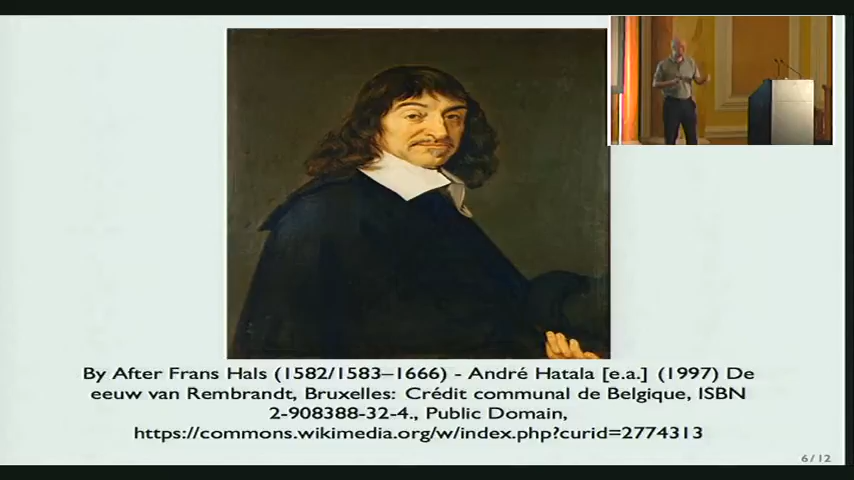 By After Frans Hals (1582/1583–1666) - André Hatala [e.a.] (1997) De
eeuw van Rembrandt, Bruxelles: Crédit communal de Belgique, ISBN
2-908388-32-4., Public Domain,
https://commons.wikimedia.org/w/index.php?curid=2774313
6/12